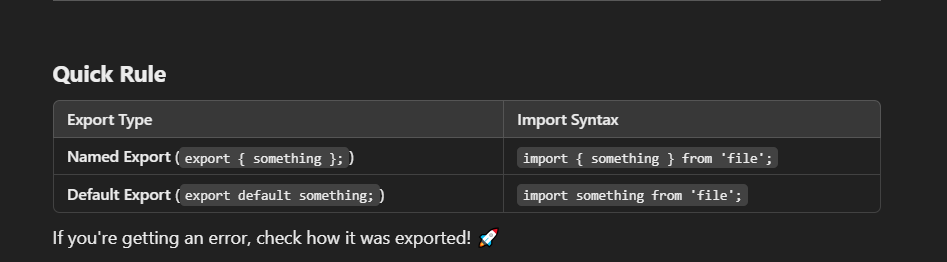 Quick Rule
Export Type Import Syntax
Named Export (export { something };) import { something } from 'file';
Default Export (export default something;) import something from 'file';
If you're getting an error, check how it was exported! 🚀